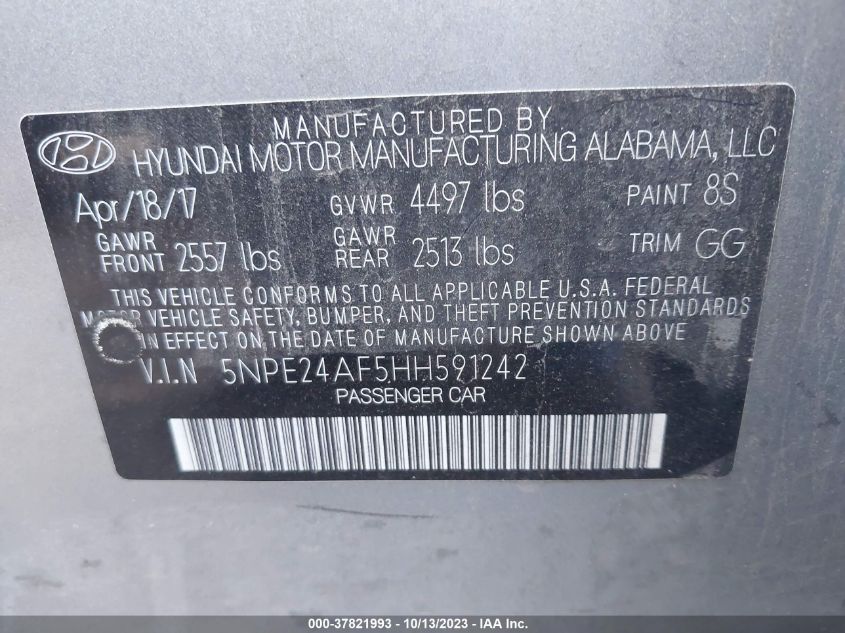 MANUFACTURED BY
HYUNDAI MOTOR MANUFACTURING ALABAMA, LLC
Apr/18/17 GVWR 4497 lbs PAINT 8S
GAWR FRONT 2557 lbs GAWR REAR 2513 lbs TRIM GG
THIS VEHICLE CONFORMS TO ALL APPLICABLE U.S.A. FEDERAL
MOTOR VEHICLE SAFETY, BUMPER, AND THEFT PREVENTION STANDARDS
IN EFFECT ON THE DATE OF MANUFACTURE SHOWN ABOVE.
V.I.N 5NPE24AF5HH591242
PASSENGER CAR
000-37821993 - 10/13/2023 - Copyright © 2023 IAA, Inc.